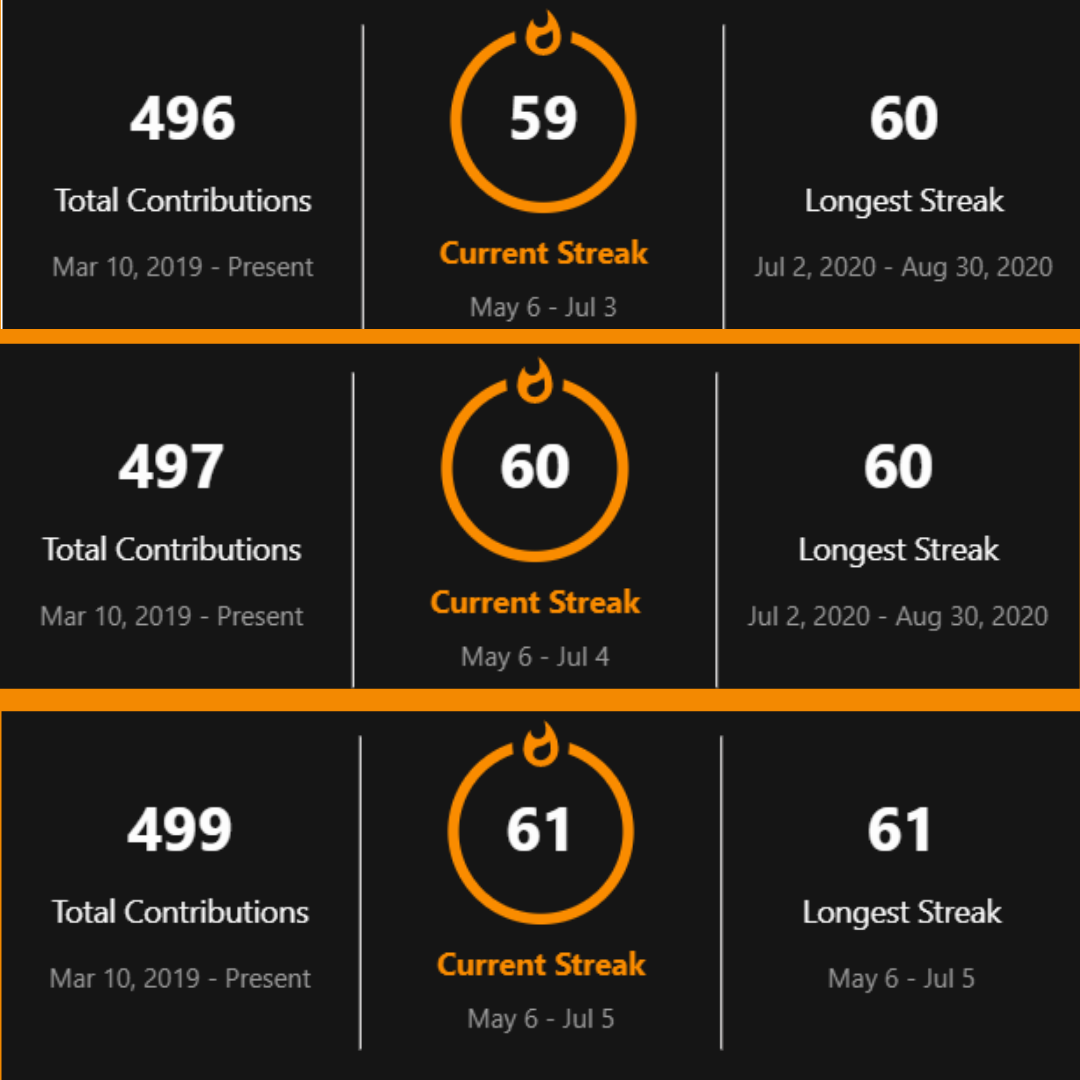 496
Total Contributions
Mar 10, 2019 - Present
59
Current Streak
May 6 - Jul 3
60
Longest Streak
Jul 2, 2020 - Aug 30, 2020
497
Total Contributions
Mar 10, 2019 - Present
60
Current Streak
May 6 - Jul 4
60
Longest Streak
Jul 2, 2020 - Aug 30, 2020
499
Total Contributions
Mar 10, 2019 - Present
61
Current Streak
May 6 - Jul 5
61
Longest Streak
May 6 - Jul 5